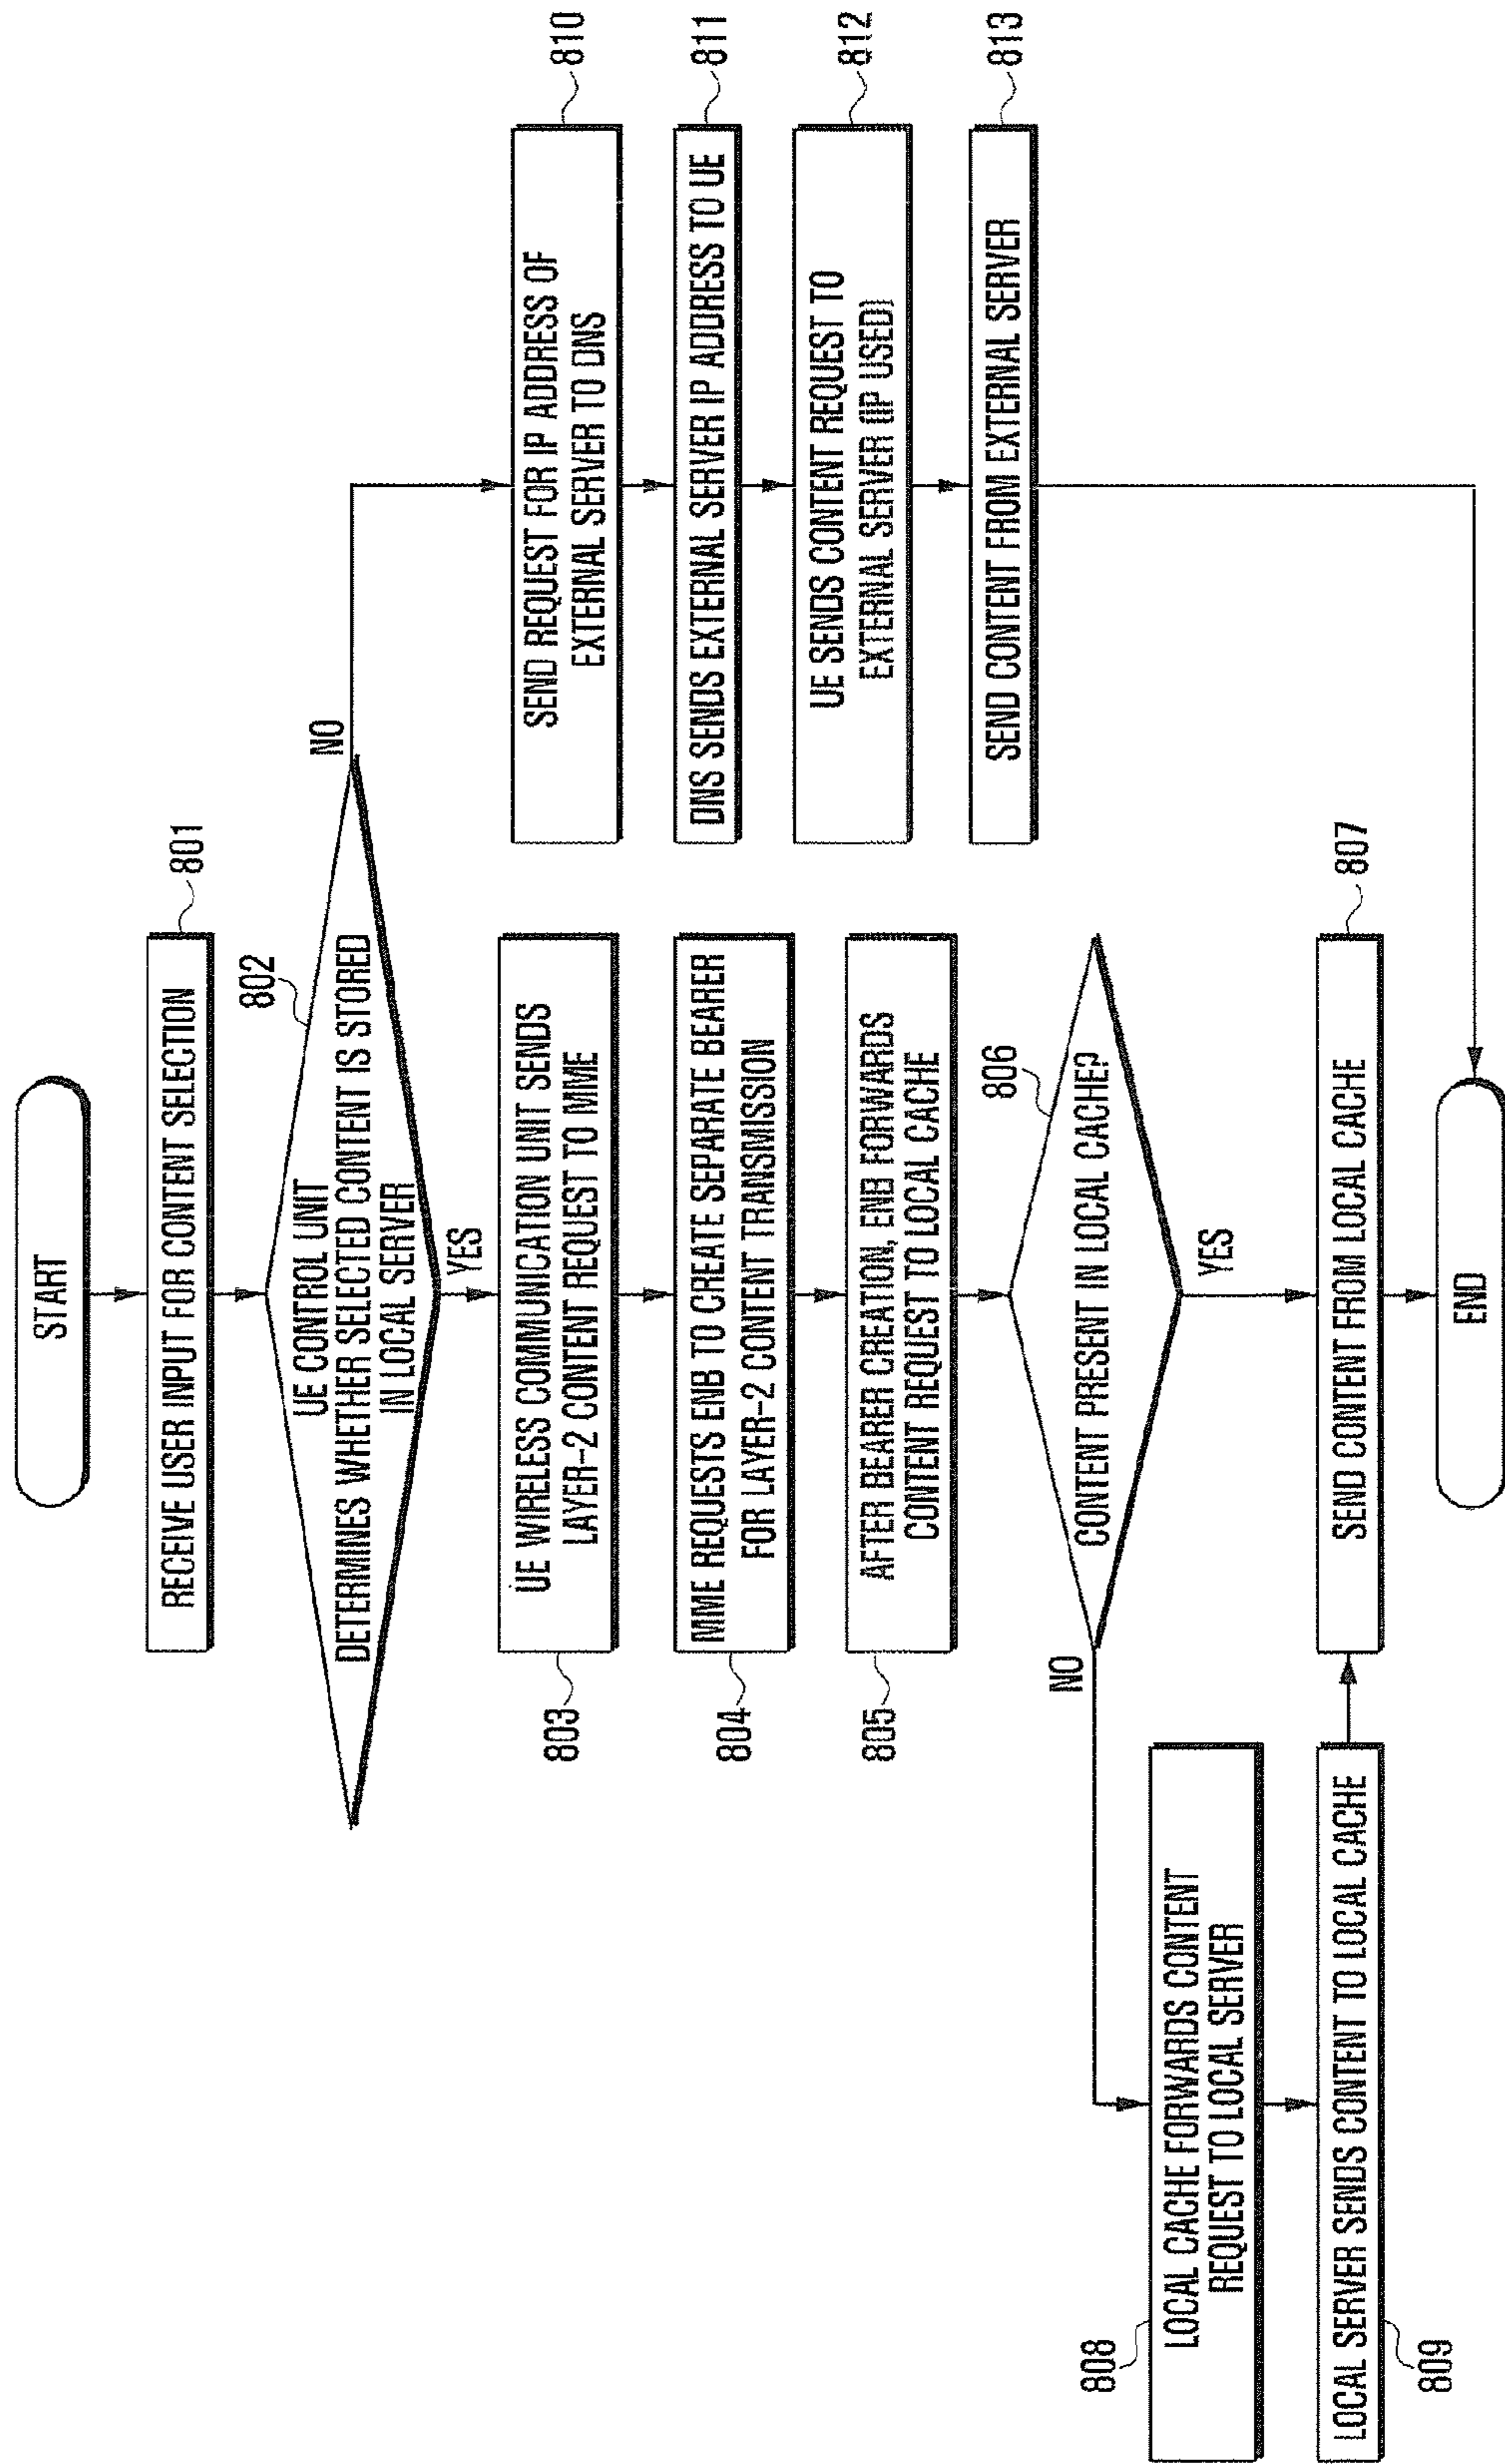 START
RECEIVE USER INPUT FOR CONTENT SELECTION
801
802
UE CONTROL UNIT
DETERMINES WHETHER SELECTED CONTENT IS STORED
IN LOCAL SERVER
YES
NO
UE WIRELESS COMMUNICATION UNIT SENDS
LAYER-2 CONTENT REQUEST TO MME
803
MME REQUESTS ENB TO CREATE SEPARATE BEARER
FOR LAYER-2 CONTENT TRANSMISSION
804
AFTER BEARER CREATION, ENB FORWARDS
CONTENT REQUEST TO LOCAL CACHE
805
806
CONTENT PRESENT IN LOCAL CACHE?
NO
YES
SEND CONTENT FROM LOCAL CACHE
807
LOCAL CACHE FORWARDS CONTENT
REQUEST TO LOCAL SERVER
808
LOCAL SERVER SENDS CONTENT TO LOCAL CACHE
809
SEND REQUEST FOR IP ADDRESS OF
EXTERNAL SERVER TO DNS
810
DNS SENDS EXTERNAL SERVER IP ADDRESS TO UE
811
UE SENDS CONTENT REQUEST TO
EXTERNAL SERVER (IP USED)
812
SEND CONTENT FROM EXTERNAL SERVER
813
END